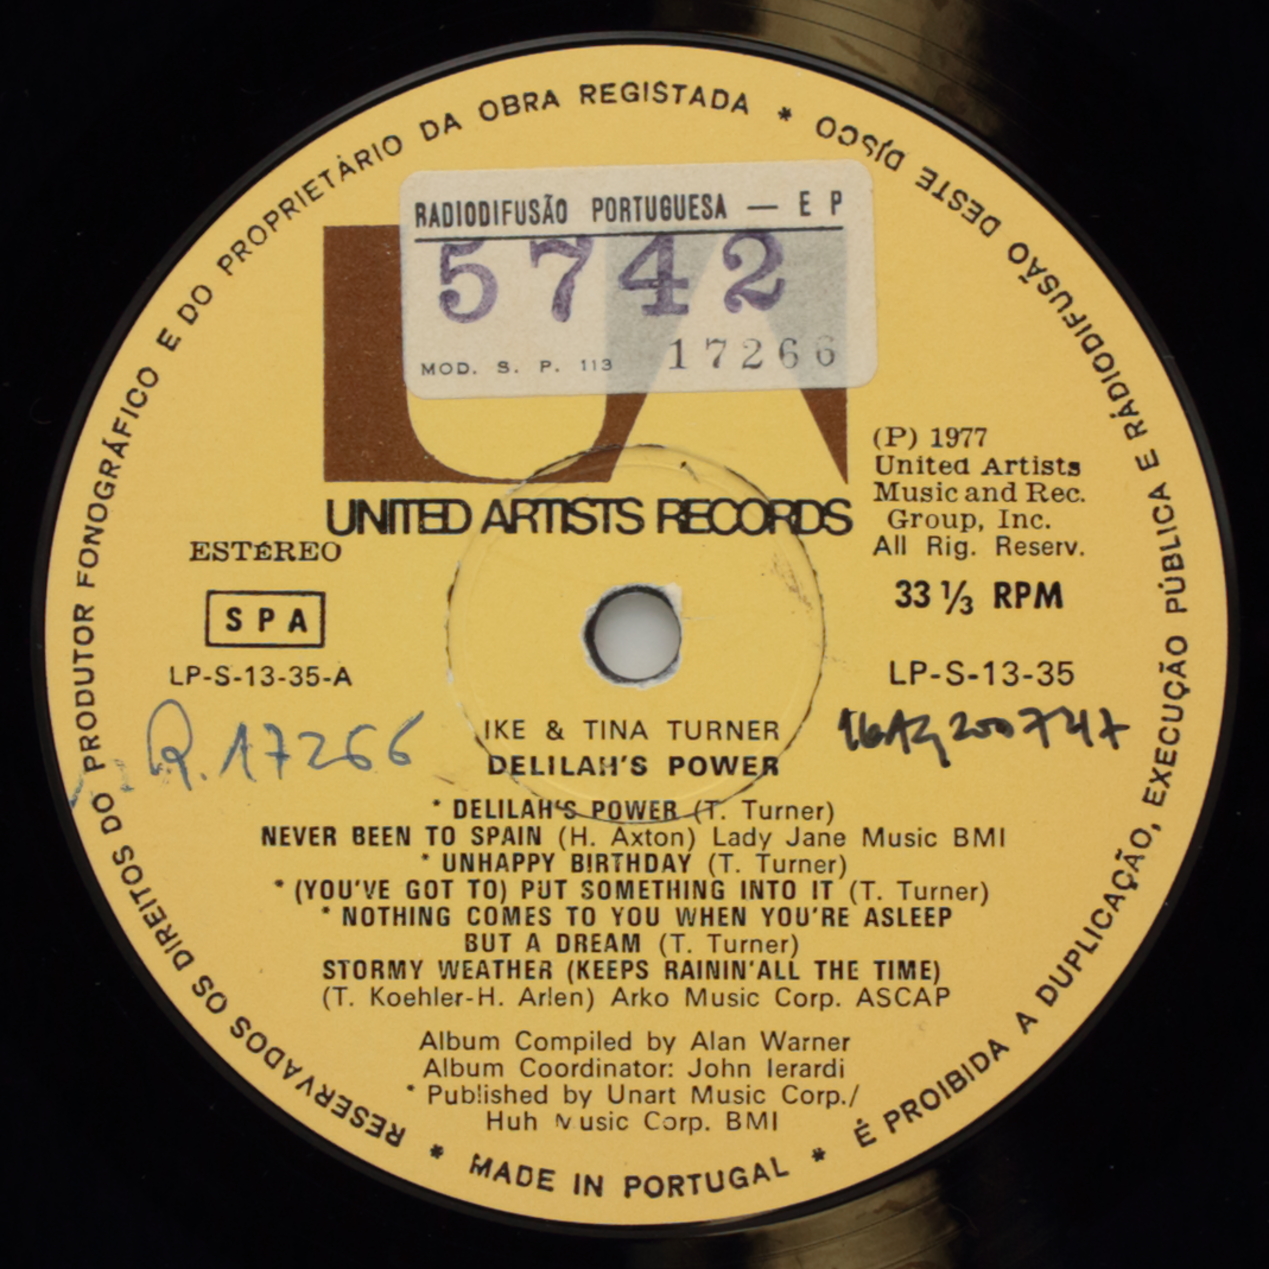 RESERVADOS OS DIREITOS DO PRODUTOR FONOGRÁFICO E DO PROPRIETÁRIO DA OBRA REGISTADA *
É PROIBIDA A DUPLICAÇÃO, EXECUÇÃO PÚBLICA E RÁDIODIFUSÃO DESTE DISCO
RADIODIFUSÃO PORTUGUESA — E P
5742
MOD. S. P. 113 17266
UA
UNITED ARTISTS RECORDS
(P) 1977
United Artists
Music and Rec.
Group, Inc.
All Rig. Reserv.
ESTÉREO
33 1/3 RPM
SPA
LP-S-13-35-A
LP-S-13-35
R. 17266
IKE & TINA TURNER
DELILAH'S POWER
* DELILAH'S POWER (T. Turner)
NEVER BEEN TO SPAIN (H. Axton) Lady Jane Music BMI
* UNHAPPY BIRTHDAY (T. Turner)
* (YOU'VE GOT TO) PUT SOMETHING INTO IT (T. Turner)
* NOTHING COMES TO YOU WHEN YOU'RE ASLEEP
BUT A DREAM (T. Turner)
STORMY WEATHER (KEEPS RAININ'ALL THE TIME)
(T. Koehler-H. Arlen) Arko Music Corp. ASCAP
Album Compiled by Alan Warner
Album Coordinator: John Ierardi
* Published by Unart Music Corp./
Huh Music Corp. BMI
* MADE IN PORTUGAL *